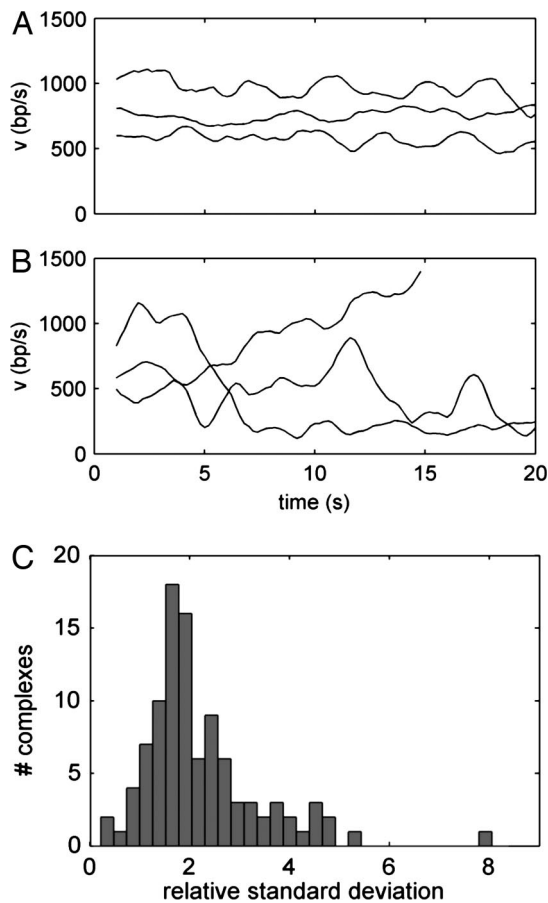 A
1500
1000
500
0
v (bp/s)
B
1500
1000
500
0
v (bp/s)
0 5 10 15 20
time (s)
C
20
15
10
5
0
# complexes
0 2 4 6 8
relative standard deviation